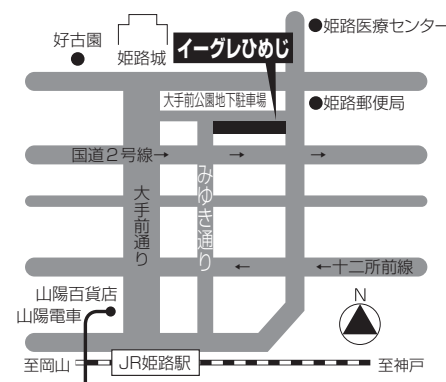 姫路医療センター
好古園
姫路城
イーグレひめじ
大手前公園地下駐車場
姫路郵便局
国道2号線→
→
→
みゆき通り
大手前通り
←
←十二所前線
山陽百貨店
山陽電車
N
至岡山
JR姫路駅
至神戸